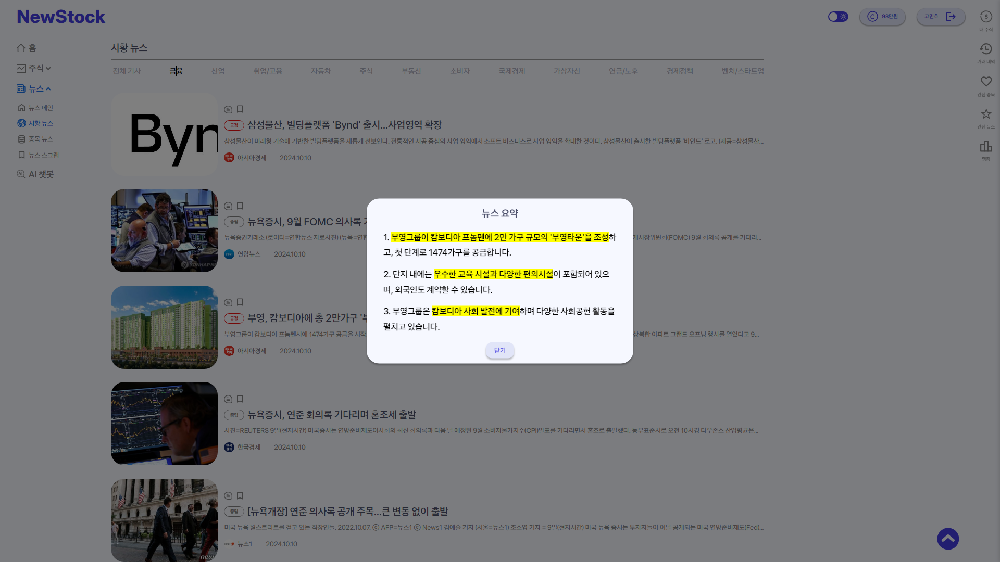 NewStock
98만원
고민호
내 주식
거래 내역
관심 종목
관심 뉴스
랭킹
홈
주식
뉴스
뉴스 메인
시황 뉴스
종목 뉴스
뉴스 스크랩
AI 챗봇
시황 뉴스
전체 기사 금융 산업 취업/고용 자동차 주식 부동산 소비자 국제경제 가상자산 연금/노후 경제정책 벤처/스타트업
Byn
긍정 삼성물산, 빌딩플랫폼 'Bynd' 출시...사업영역 확장
삼성물산이 미래형 기술에 기반한 빌딩플랫폼을 새롭게 선보인다. 전통적인 시공 중심의 사업 영역에서 소프트 비즈니스로 사업 영역을 확대한 것이다. 삼성물산이 출시한 빌딩플랫폼 '바인드' 로고. (제공=삼성물산...
아시아경제 2024.10.10
중립 뉴욕증시, 9월 FOMC 의사록
뉴욕증권거래소 (로이터=연합뉴스 자료사진) (뉴욕=연합 개시장위원회(FOMC) 9월 회의록 공개를 기다리...
YONHAP NE
연합뉴스 2024.10.10
긍정 부영, 캄보디아에 총 2만가구 '부
부영그룹이 캄보디아 프놈펜시에 1474가구 공급을 시작 상복합 아파트 그랜드 오프닝 행사를 열었다고 9...
아시아경제 2024.10.10
중립 뉴욕증시, 연준 회의록 기다리며 혼조세 출발
사진=REUTERS 9일(현지시간) 미국증시는 연방준비제도이사회의 최신 회의록과 다음 날 예정된 9월 소비자물가지수(CPI)발표를 기다리면서 혼조로 출발했다. 동부표준시로 오전 10시경 다우존스 산업평균은...
한국경제 2024.10.10
중립 [뉴욕개장] 연준 의사록 공개 주목...큰 변동 없이 출발
미국 뉴욕 월스트리트를 걷고 있는 직장인들. 2022.10.07. ⓒ AFP=뉴스1 ⓒ News1 김예슬 기자 (서울=뉴스1) 조소영 기자 = 9일(현지시간) 미국 뉴욕 증시는 투자자들이 이날 공개되는 미국 연방준비제도(Fed)...
뉴스1 2024.10.10
뉴스 요약
1. 부영그룹이 캄보디아 프놈펜에 2만 가구 규모의 '부영타운'을 조성하
고, 첫 단계로 1474가구를 공급합니다.
2. 단지 내에는 우수한 교육 시설과 다양한 편의시설이 포함되어 있으
며, 외국인도 계약할 수 있습니다.
3. 부영그룹은 캄보디아 사회 발전에 기여하며 다양한 사회공헌 활동을
펼치고 있습니다.
닫기